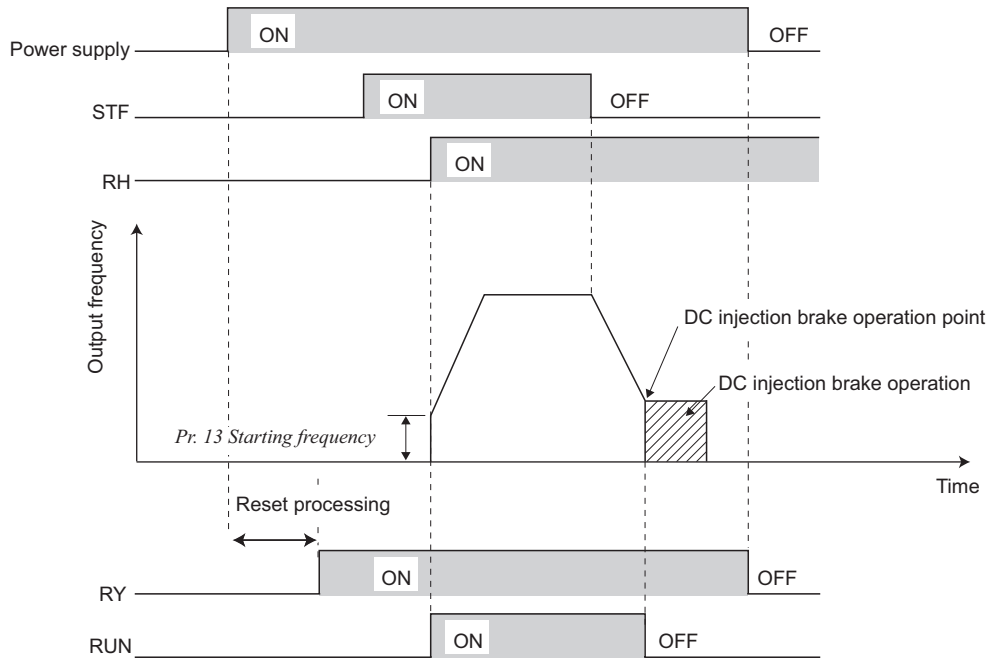 Power supply
ON
OFF
STF
ON
OFF
RH
ON
Output frequency
DC injection brake operation point
DC injection brake operation
Pr. 13 Starting frequency
Time
Reset processing
RY
ON
OFF
RUN
ON
OFF